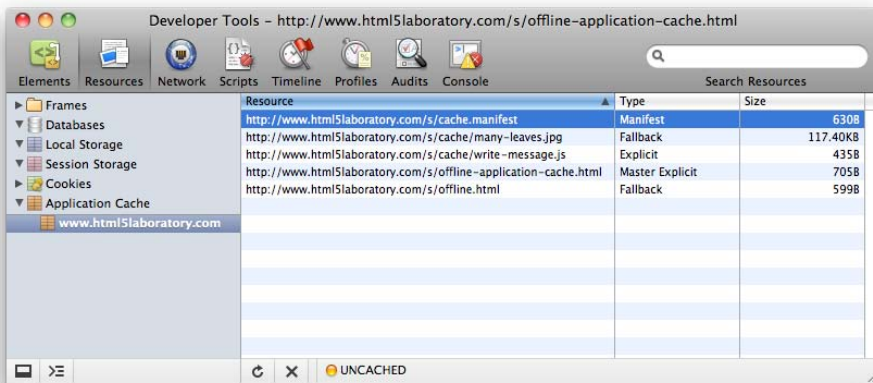 Developer Tools – http://www.html5laboratory.com/s/offline-application-cache.html
Elements Resources Network Scripts Timeline Profiles Audits Console Search Resources
Frames
Databases
Local Storage
Session Storage
Cookies
Application Cache
www.html5laboratory.com
Resource Type Size
http://www.html5laboratory.com/s/cache.manifest Manifest 630B
http://www.html5laboratory.com/s/cache/many-leaves.jpg Fallback 117.40KB
http://www.html5laboratory.com/s/cache/write-message.js Explicit 435B
http://www.html5laboratory.com/s/offline-application-cache.html Master Explicit 705B
http://www.html5laboratory.com/s/offline.html Fallback 599B
UNCACHED